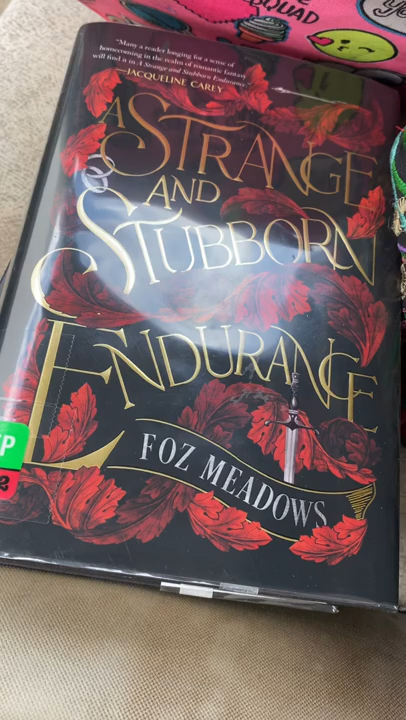 SQUAD
"Many a reader longing for a sense of
homecoming in the realm of romantic fantasy
will find it in A Strange and Stubborn Endurance."
—JACQUELINE CAREY
A
STRANGE
AND
STUBBORN
ENDURANCE
FOZ MEADOWS